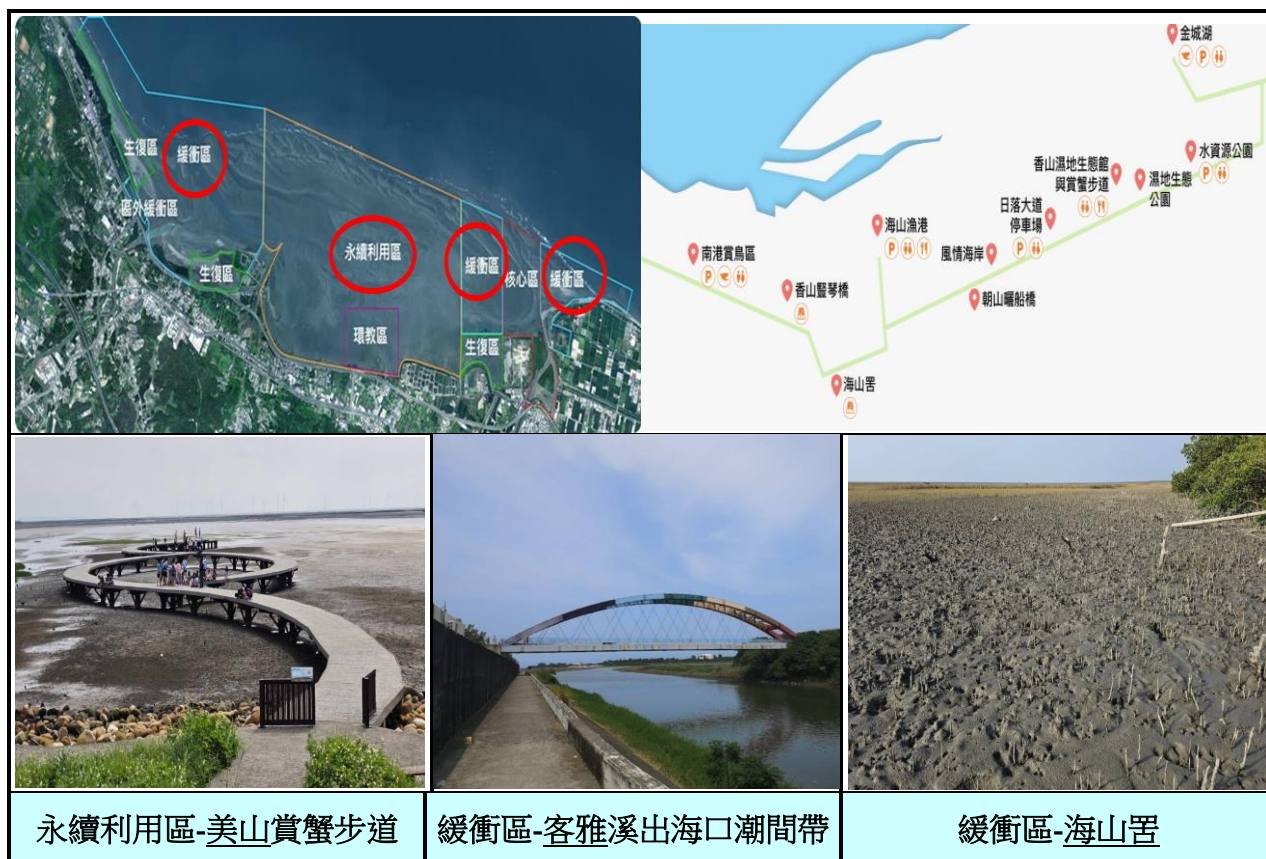 生復區
緩衝區
區外緩衝區
生復區
永續利用區
環教區
緩衝區
核心區
緩衝區
生復區
金城湖
P
水資源公園
P
香山濕地生態館
與賞蟹步道
濕地生態
公園
日落大道
停車場
P
海山漁港
P
風情海岸
南港賞鳥區
P
香山豎琴橋
朝山曬船橋
海山罟
永續利用區-美山賞蟹步道
緩衝區-客雅溪出海口潮間帶
緩衝區-海山罟